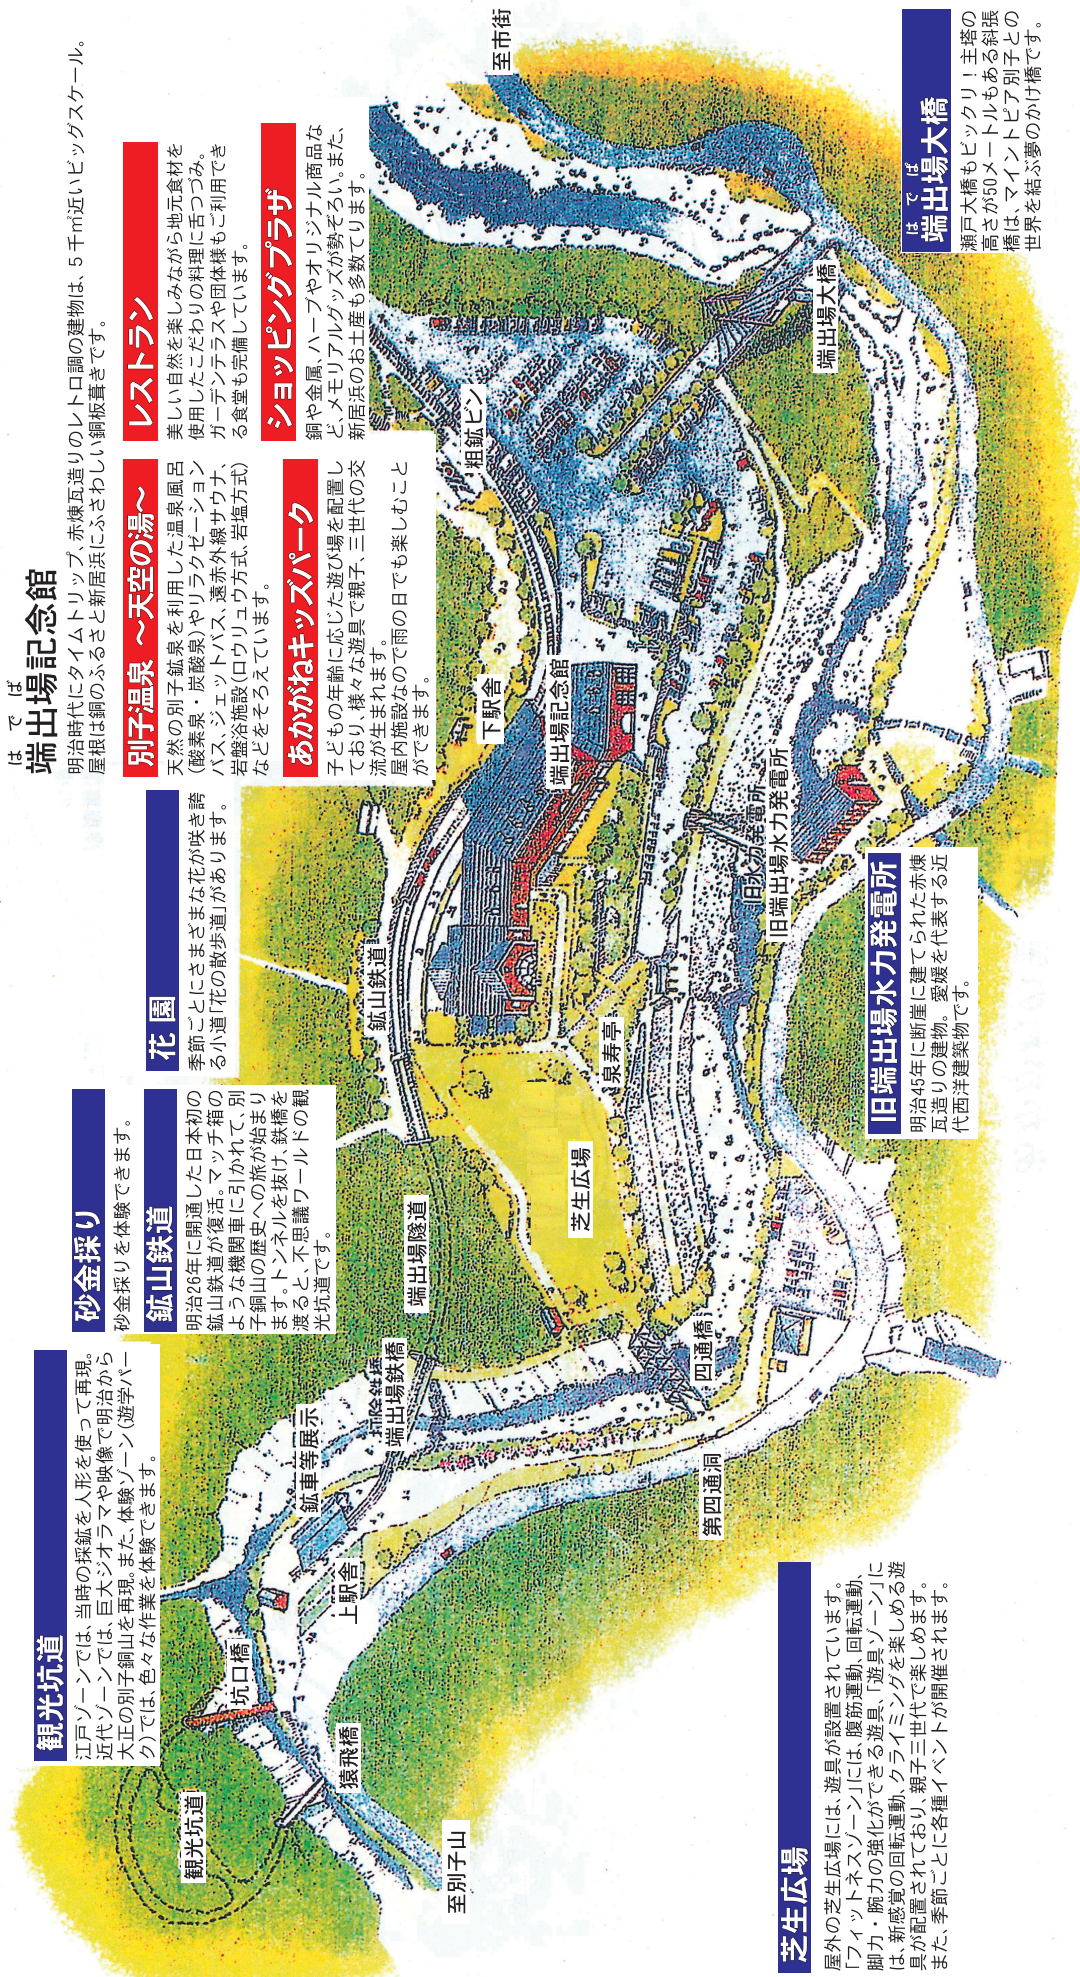 観光坑道
江戸ゾーンでは、当時の採鉱を人形を使って再現。
近代ゾーンでは、巨大ジオラマや映像で明治から
大正の別子銅山を再現。また、体験ゾーン(遊学パー
ク)では、色々な作業を体験できます。
砂金採り
砂金採りを体験できます。
鉱山鉄道
明治26年に開通した日本初の
鉱山鉄道が復活。マッチ箱の
ような機関車に引かれて、別
子銅山の歴史への旅が始まり
ます。トンネルを抜け、鉄橋を
渡ると、不思議ワールドの観
光坑道です。
花園
季節ごとにさまざまな花が咲き誇
る小道「花の散歩道」があります。
はでば
端出場記念館
明治時代にタイムトリップ、赤煉瓦造りのレトロ調の建物は、5千㎡近いビッグスケール。
屋根は銅のふるさと新居浜にふさわしい銅板葺きです。
別子温泉 ～天空の湯～
天然の別子鉱泉を利用した温泉風呂
(酸素泉・炭酸泉)やリラクゼーション
バス、ジェットバス、遠赤外線サウナ、
岩盤浴施設(ロウリュウ方式、岩塩方式)
などをそろえています。
レストラン
美しい自然を楽しみながら地元食材を
使用したこだわりの料理に舌つづみ。
ガーデンテラスや団体様もご利用でき
る食堂も完備しています。
あかがねキッズパーク
子どもの年齢に応じた遊び場を配置し
ており、様々な遊具で親子、三世代の交
流が生まれます。
屋内施設なので雨の日でも楽しむこと
ができます。
ショッピングプラザ
銅や金属、ハーブやオリジナル商品な
ど、メモリアルグッズが勢ぞろい。また、
新居浜のお土産も多数てります。
観光坑道
坑口橋
猿飛橋
至別子山
上駅舎
鉱車等展示
端出場鉄橋
端出場隧道
鉱山鉄道
下駅舎
粗鉱ビン
至市街
端出場記念館
泉寿亭
芝生広場
四通橋
第四通洞
旧水力発電所
旧端出場水力発電所
端出場大橋
芝生広場
屋外の芝生広場には、遊具が設置されています。
「フィットネスゾーン」には、腹筋運動、回転運動、
脚力・腕力の強化ができる遊具、「遊具ゾーン」に
は、新感覚の回転運動、クライミングを楽しめる遊
具が配置されており、親子三世代で楽しめます。
また、季節ごとに各種イベントが開催されます。
旧端出場水力発電所
明治45年に断崖に建てられた赤煉
瓦造りの建物。愛媛を代表する近
代西洋建築物です。
はでば
端出場大橋
瀬戸大橋もビックリ！主塔の
高さが50メートルもある斜張
橋は、マイントピア別子との
世界を結ぶ夢のかけ橋です。